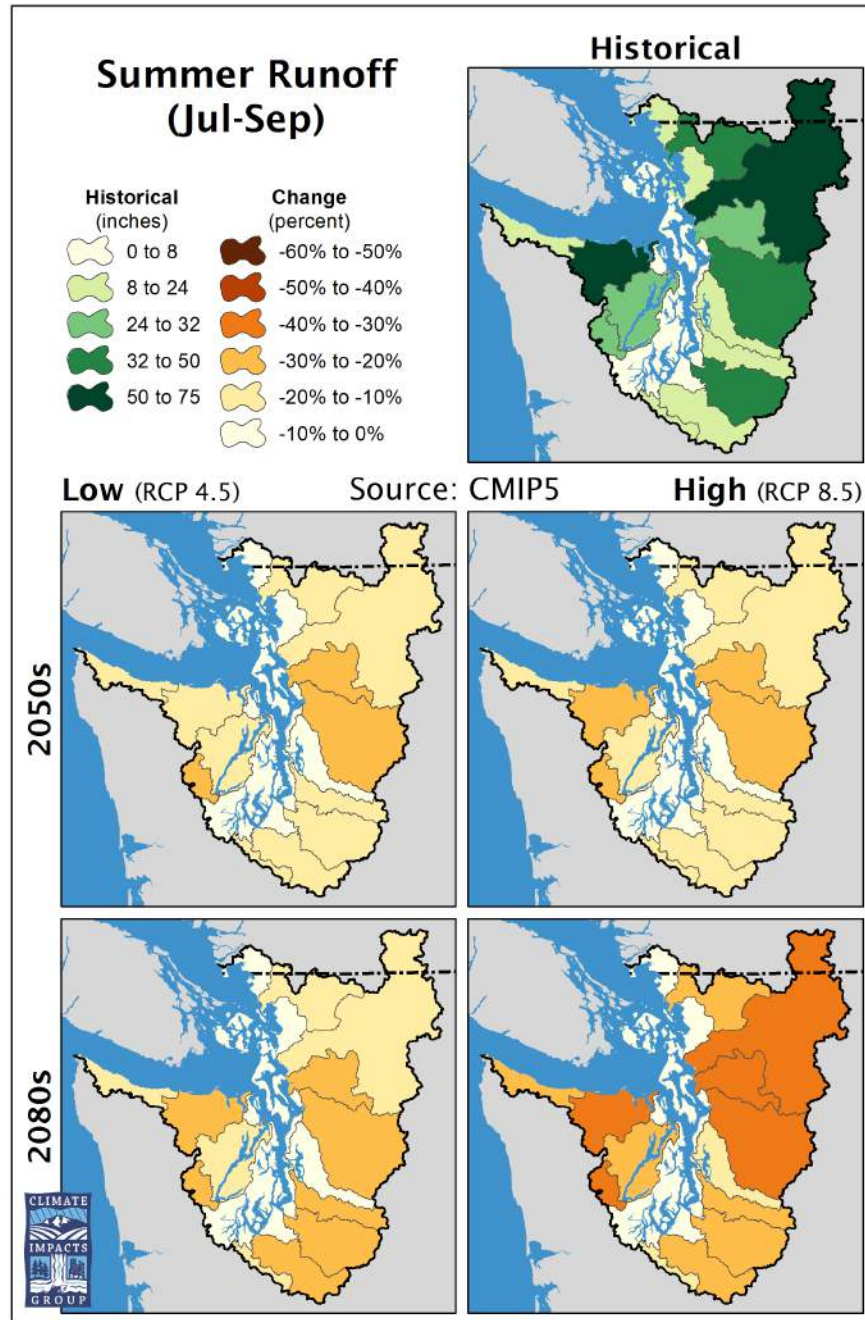 Summer Runoff
(Jul-Sep)
Historical
Historical
(inches)
0 to 8
8 to 24
24 to 32
32 to 50
50 to 75
Change
(percent)
-60% to -50%
-50% to -40%
-40% to -30%
-30% to -20%
-20% to -10%
-10% to 0%
Low (RCP 4.5)
Source: CMIP5
High (RCP 8.5)
2050s
2080s
CLIMATE
IMPACTS
GROUP